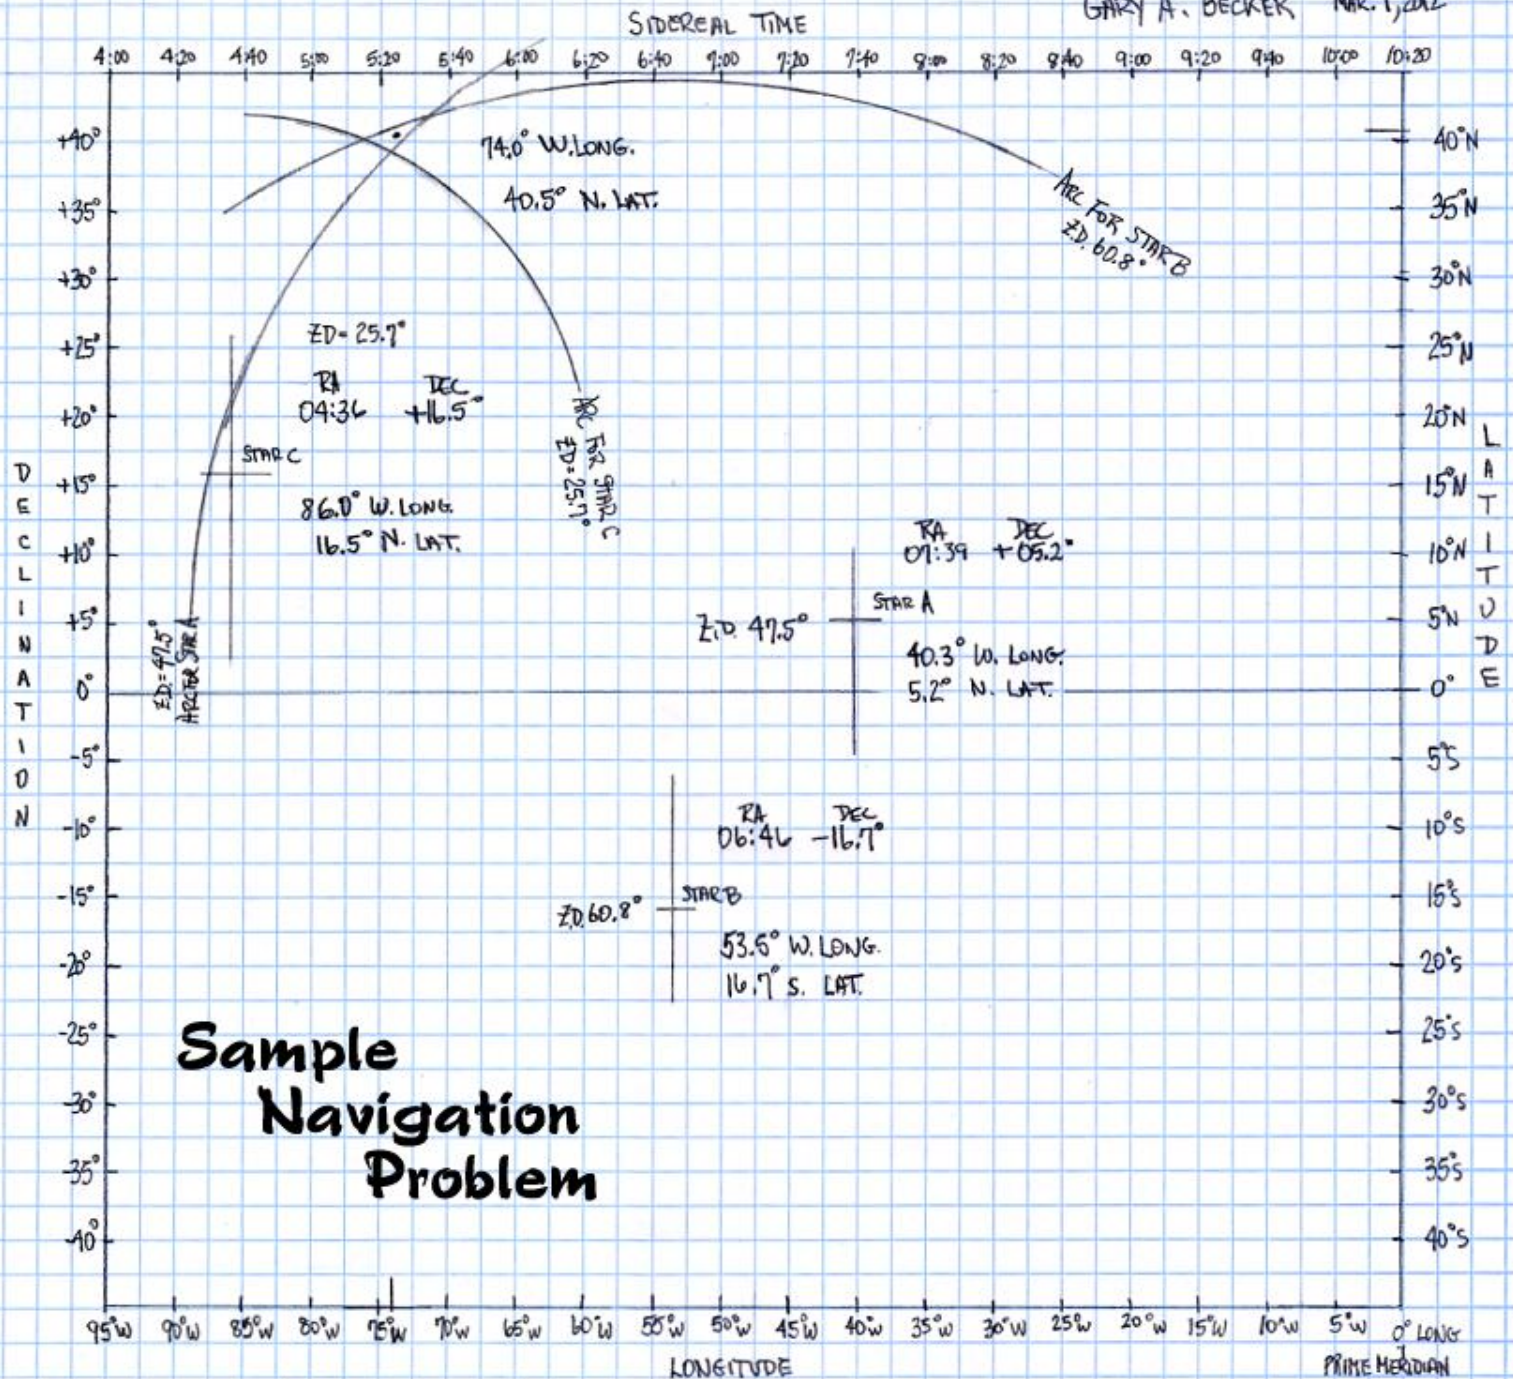 GARY A. BECKER MAR. 1, 2012
SIDEREAL TIME
4:00 4:20 4:40 5:00 5:20 5:40 6:00 6:20 6:40 7:00 7:20 7:40 8:00 8:20 8:40 9:00 9:20 9:40 10:00 10:20
+40°
+35°
+30°
+25°
+20°
+15°
+10°
+5°
0°
-5°
-10°
-15°
-20°
-25°
-30°
-35°
-40°
DECLINATION
74.0° W. LONG.
40.5° N. LAT.
ARC FOR STAR B
Z.D. 60.8°
ZD= 25.7°
RA DEC
04:36 +16.5°
STAR C
86.0° W. LONG.
16.5° N. LAT.
ARC FOR STAR C
ZD=25.7°
Z.D.=47.5°
ARC FOR STAR A
RA DEC
07:39 +05.2°
STAR A
Z.D. 47.5°
40.3° W. LONG.
5.2° N. LAT.
RA DEC
06:46 -16.7°
STAR B
Z.D. 60.8°
53.6° W. LONG.
16.7° S. LAT.
40°N
35°N
30°N
25°N
20°N
15°N
10°N
5°N
0°
5°S
10°S
15°S
20°S
25°S
30°S
35°S
40°S
LATITUDE
Sample
Navigation
Problem
95°W 90°W 85°W 80°W 75°W 70°W 65°W 60°W 55°W 50°W 45°W 40°W 35°W 30°W 25°W 20°W 15°W 10°W 5°W 0° LONG
LONGITUDE
PRIME MERIDIAN